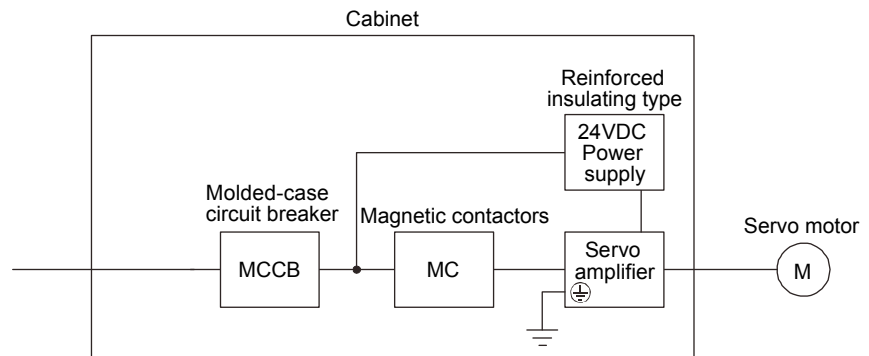 Cabinet
Reinforced
insulating type
24VDC
Power
supply
Molded-case
circuit breaker
Magnetic contactors
Servo motor
MCCB
MC
Servo
amplifier
M